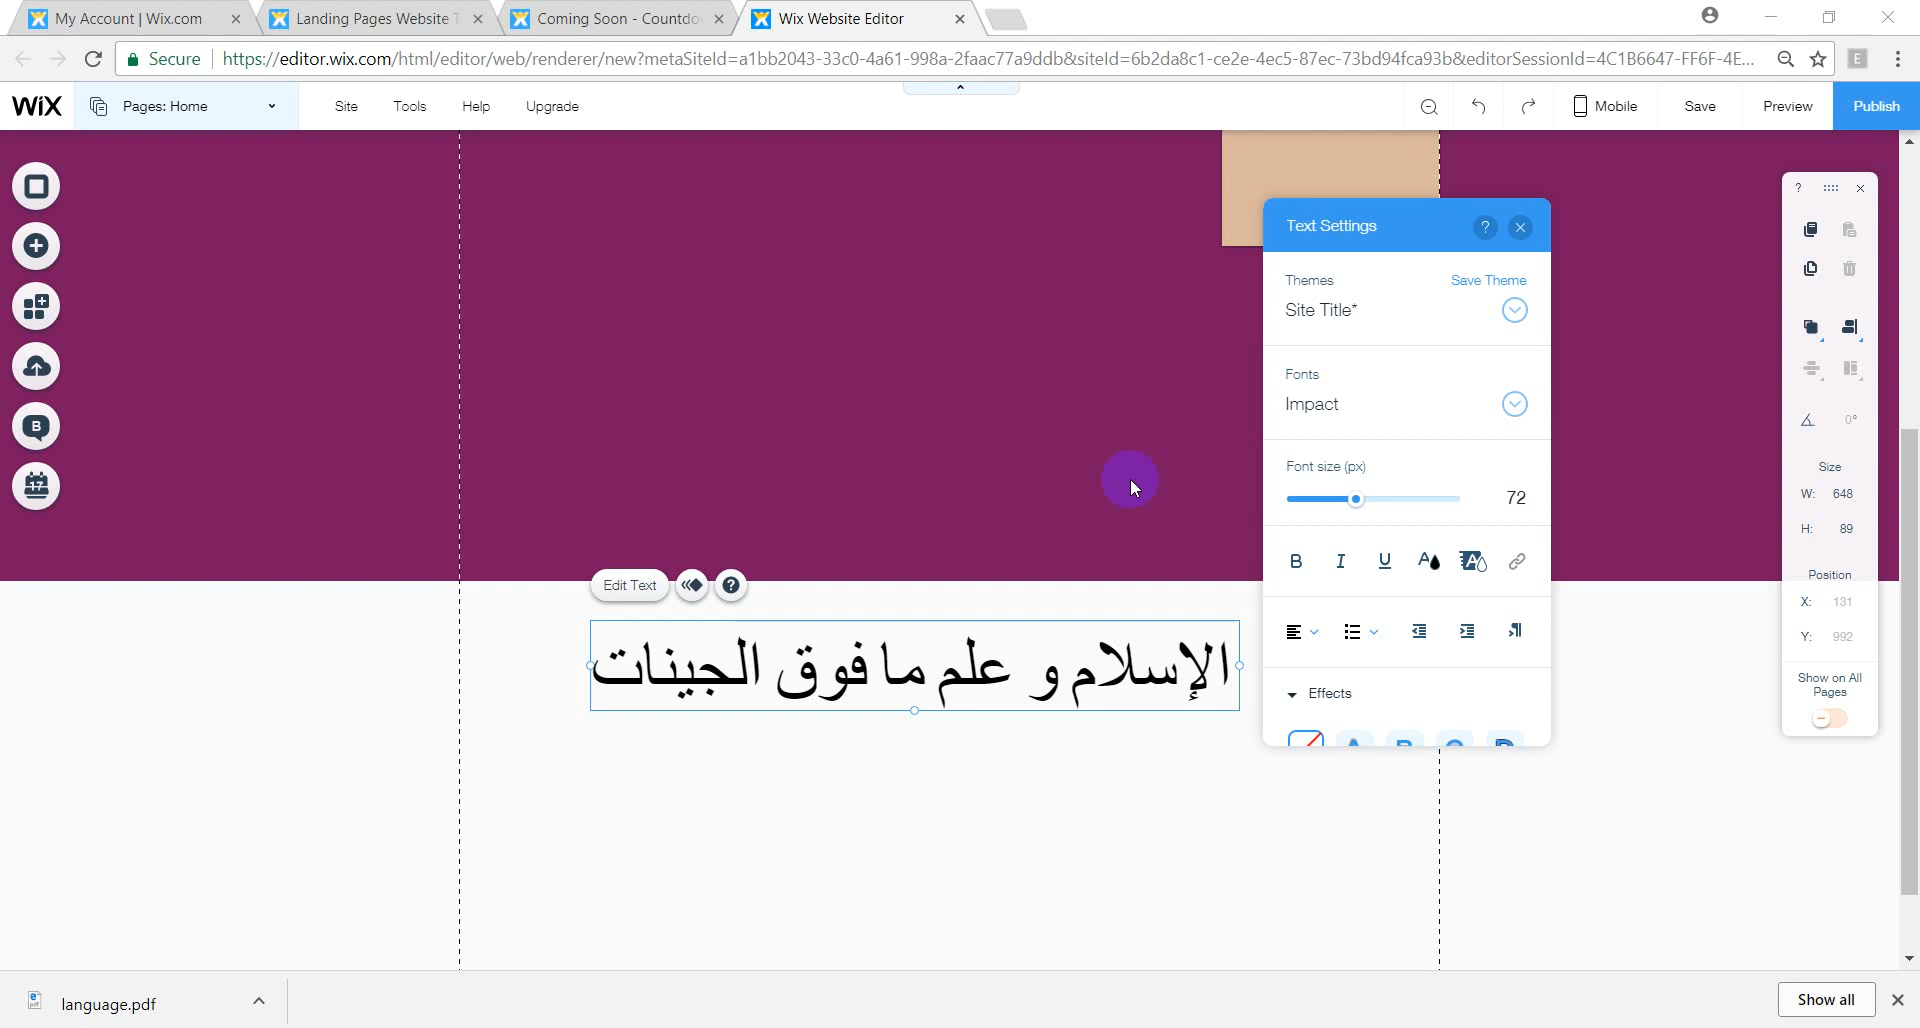 My Account | Wix.com
Landing Pages Website T
Coming Soon - Countdo
Wix Website Editor
Secure
https://editor.wix.com/html/editor/web/renderer/new?metaSiteId=a1bb2043-33c0-4a61-998a-2faac77a9ddb&siteId=6b2da8c1-ce2e-4ec5-87ec-73bd94fca93b&editorSessionId=4C1B6647-FF6F-4E...
E
WiX
Pages: Home
Site
Tools
Help
Upgrade
Mobile
Save
Preview
Publish
B
17
Text Settings
?
Themes
Save Theme
Site Title*
Fonts
Impact
Font size (px)
72
B
I
U
A
A
Effects
?
0°
Size
W: 648
H: 89
Position
X: 131
Y: 992
Show on All
Pages
Edit Text
?
الإسلام و علم ما فوق الجينات
language.pdf
Show all